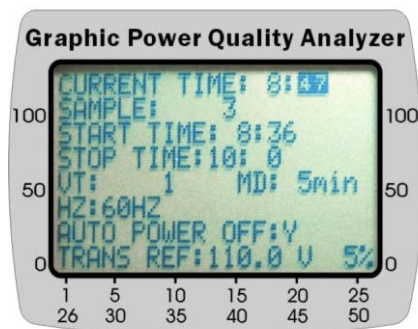 Graphic Power Quality Analyzer
CURRENT TIME: 8:47
SAMPLE: 3
START TIME: 8:36
STOP TIME:10: 0
VT: 1 MD: 5min
HZ:60HZ
AUTO POWER OFF:Y
TRANS REF:110.0 V 5%
100
50
0
100
50
0
1 5 10 15 20 25
26 30 35 40 45 50